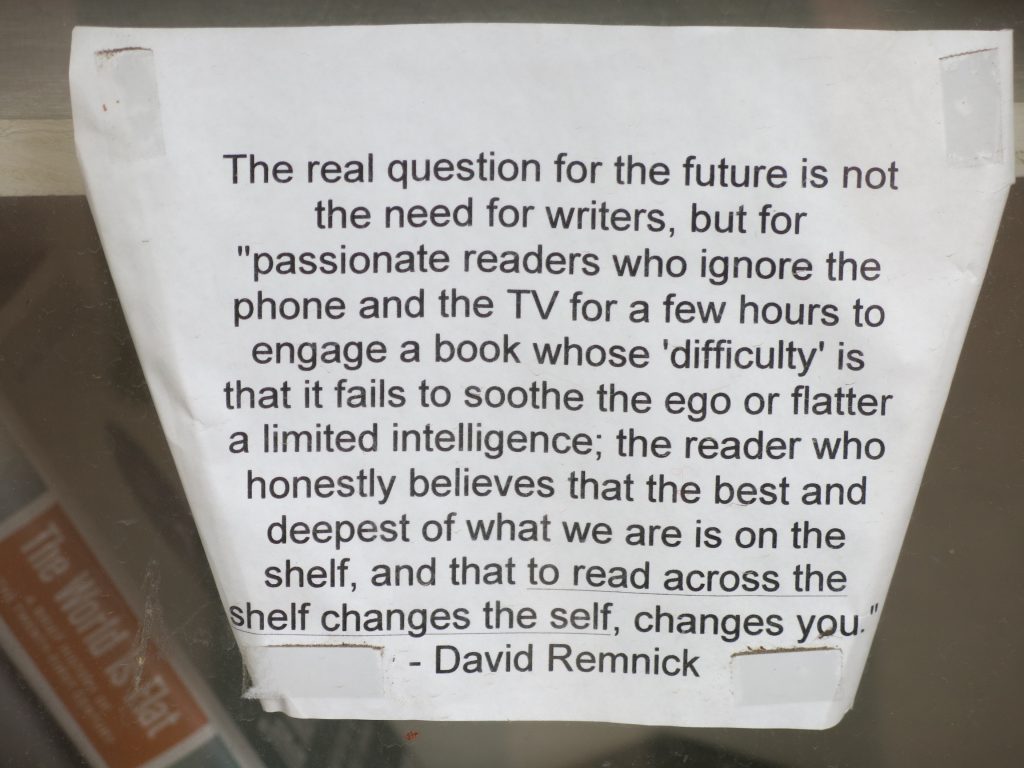 The real question for the future is not
the need for writers, but for
"passionate readers who ignore the
phone and the TV for a few hours to
engage a book whose 'difficulty' is
that it fails to soothe the ego or flatter
a limited intelligence; the reader who
honestly believes that the best and
deepest of what we are is on the
shelf, and that to read across the
shelf changes the self, changes you."
- David Remnick
The World is Flat